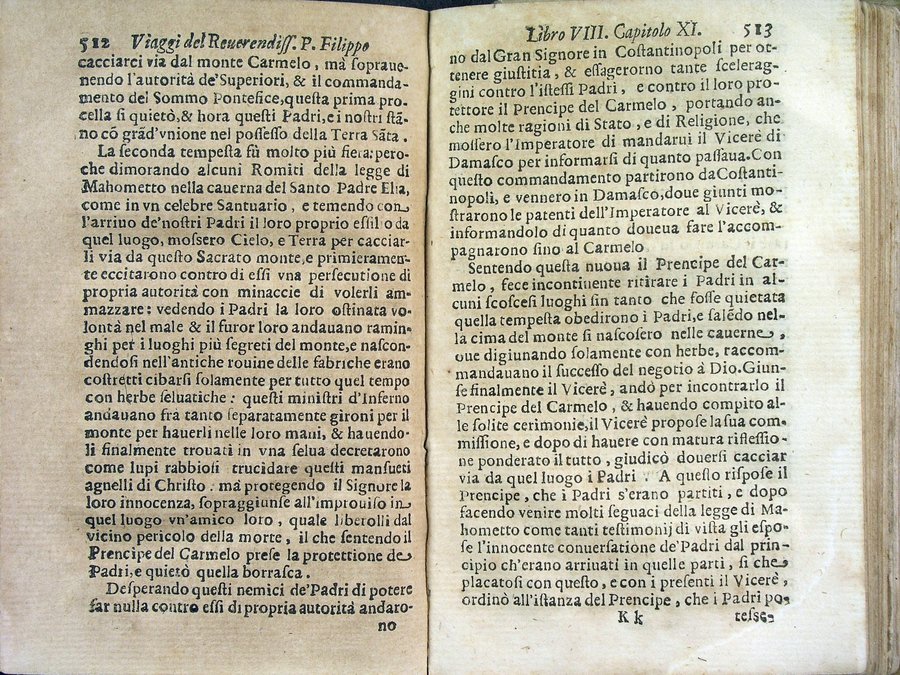 512 Viaggi del Reuerendiſſ. P. Filippo
cacciarci via dal monte Carmelo, mà ſopraue-
nendo l'autorità de'Superiori, & il commanda-
mento del Sommo Pontefice,queſta prima pro-
cella ſi quietò,& hora queſti Padri,e i noſtri ſtã-
no cõ grãd'vnione nel poſſeſſo della Terra Sãta.
La ſeconda tempeſta fù molto più fiera:pero-
che dimorando alcuni Romiti della legge di
Mahometto nella cauerna del Santo Padre Elia,
come in vn celebre Santuario, e temendo con
l'arriuo de'noſtri Padri il loro proprio eſſilo da
quel luogo, moſſero Cielo, e Terra per cacciar-
li via da queſto Sacrato monte,e primieramen-
te eccitarono contro di eſſi vna perſecutione di
propria autorità con minaccie di volerli am-
mazzare: vedendo i Padri la loro oſtinata vo-
lontà nel male & il furor loro andauano ramin-
ghi per i luoghi più ſegreti del monte,e naſcon-
dendoſi nell'antiche rouine delle fabriche erano
coſtretti cibarſi ſolamente per tutto quel tempo
con herbe ſeluatiche: queſti miniſtri d'Inferno
andauano frà tanto ſeparatamente gironi per il
monte per hauerli nelle loro mani, & hauendo-
li finalmente trouati in vna ſelua decretarono
come lupi rabbioſi trucidare queſti manſueti
agnelli di Chriſto: mà protegendo il Signore la
loro innocenza, ſopraggiunſe all'improuiſo in
quel luogo vn'amico loro, quale liberolli dal
vicino pericolo della morte, il che ſentendo il
Prencipe del Carmelo preſe la protettione de
Padri,e quietò quella borraſca.
Deſperando queſti nemici de'Padri di potere
far nulla contro eſſi di propria autorità andaro-
no
Libro VIII. Capitolo XI. 513
no dal Gran Signore in Coſtantinopoli per ot-
tenere giuſtitia, & eſſagerorno tante ſcelerag-
gini contro l'iſteſſi Padri, e contro il loro pro-
tettore il Prencipe del Carmelo, portando an-
che molte ragioni di Stato, e di Religione, che
moſſero l'Imperatore di mandarui il Vicerè di
Damaſco per informarſi di quanto paſſaua.Con
queſto commandamento partirono da Coſtanti-
nopoli, e vennero in Damaſco,doue giunti mo-
ſtrarono le patenti dell'Imperatore al Vicerè, &
informandolo di quanto doueua fare l'accom-
pagnarono ſino al Carmelo
Sentendo queſta nuoua il Prencipe del Car-
melo, fece incontinente ritirare i Padri in al-
cuni ſcoſceſi luoghi ſin tanto che foſſe quietata
quella tempeſta obedirono i Padri,e ſalẽdo nel-
la cima del monte ſi naſcoſero nelle cauerne,
oue digiunando ſolamente con herbe, raccom-
mandauano il ſucceſſo del negotio à Dio.Giun-
ſe finalmente il Vicerè, andò per incontrarlo il
Prencipe del Carmelo, & hauendo compito al-
le ſolite cerimonie,il Vicerè propoſe la ſua com-
miſſione, e dopo di hauere con matura rifleſſio-
ne ponderato il tutto, giudicò douerſi cacciar
via da quel luogo i Padri. A queſto riſpoſe il
Prencipe, che i Padri s'erano partiti, e dopo
facendo venire molti ſeguaci della legge di Ma-
hometto come tanti teſtimonij di viſta gli eſpo-
ſe l'innocente conuerſatione de'Padri dal prin-
cipio ch'erano arriuati in quelle parti, ſi che
placatoſi con queſto, e con i preſenti il Vicerè,
ordinò all'iſtanza del Prencipe, che i Padri po-
K k teſſe-